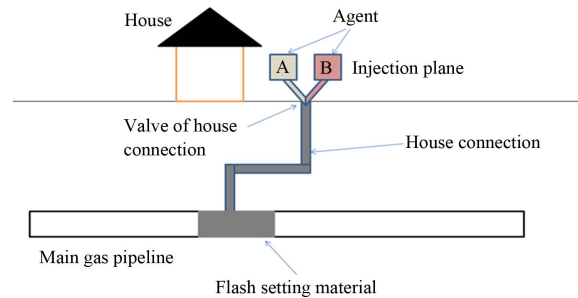 House
Agent
A
B
Injection plane
Valve of house
connection
House connection
Main gas pipeline
Flash setting material